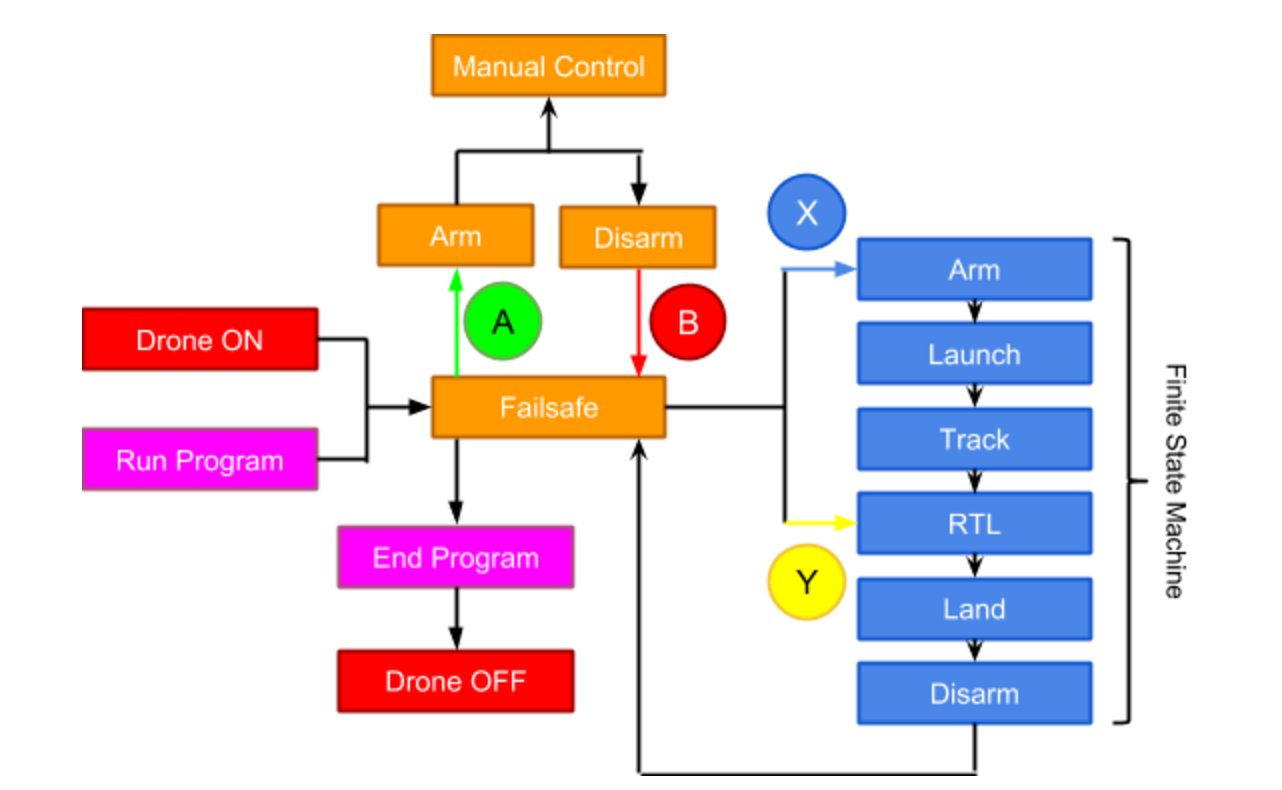 Manual Control
Arm
Disarm
X
Arm
A
B
Drone ON
Launch
Failsafe
Track
Run Program
RTL
End Program
Y
Land
Drone OFF
Disarm
Finite State Machine